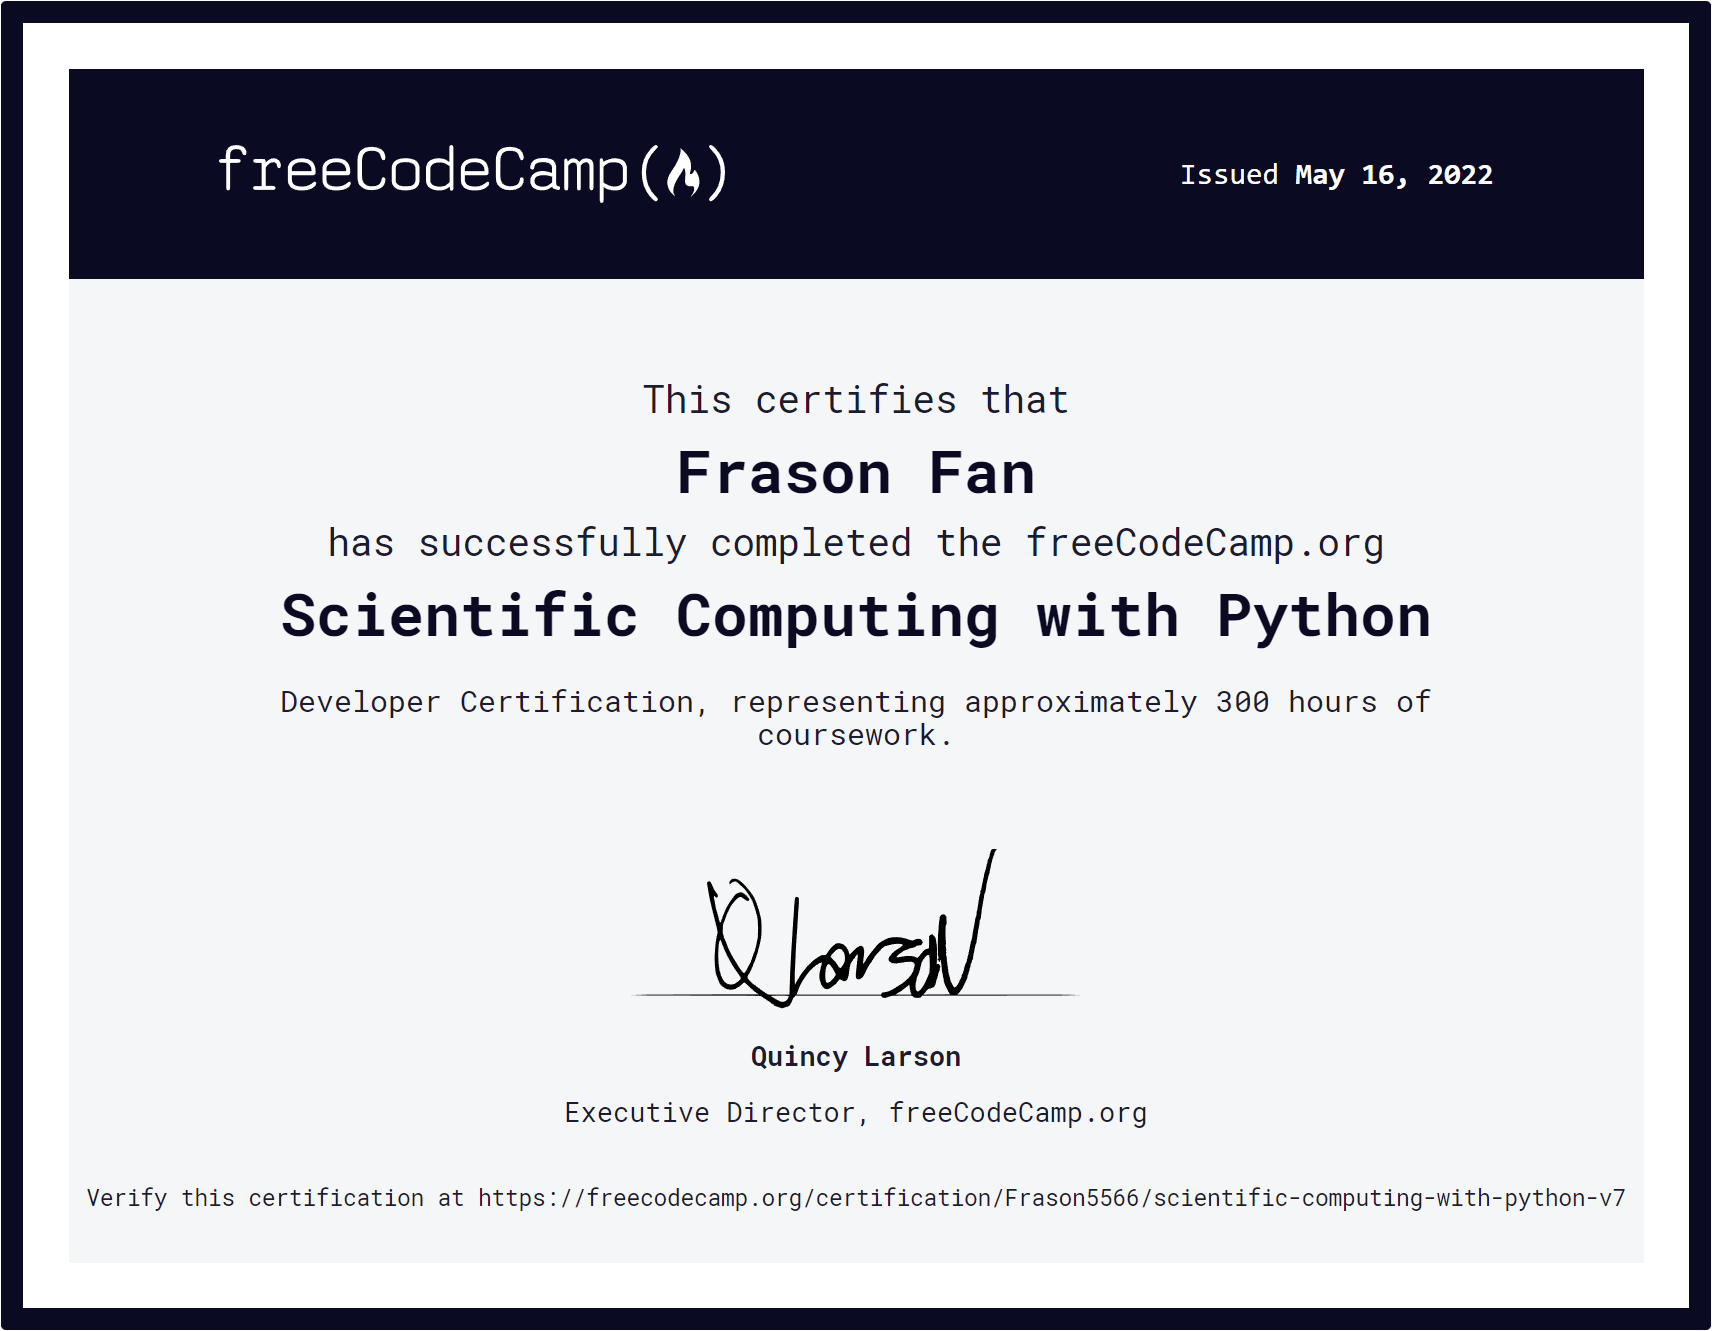 freeCodeCamp(🔥)
Issued May 16, 2022
This certifies that
Frason Fan
has successfully completed the freeCodeCamp.org
Scientific Computing with Python
Developer Certification, representing approximately 300 hours of
coursework.
Q Larson
Quincy Larson
Executive Director, freeCodeCamp.org
Verify this certification at https://freecodecamp.org/certification/Frason5566/scientific-computing-with-python-v7